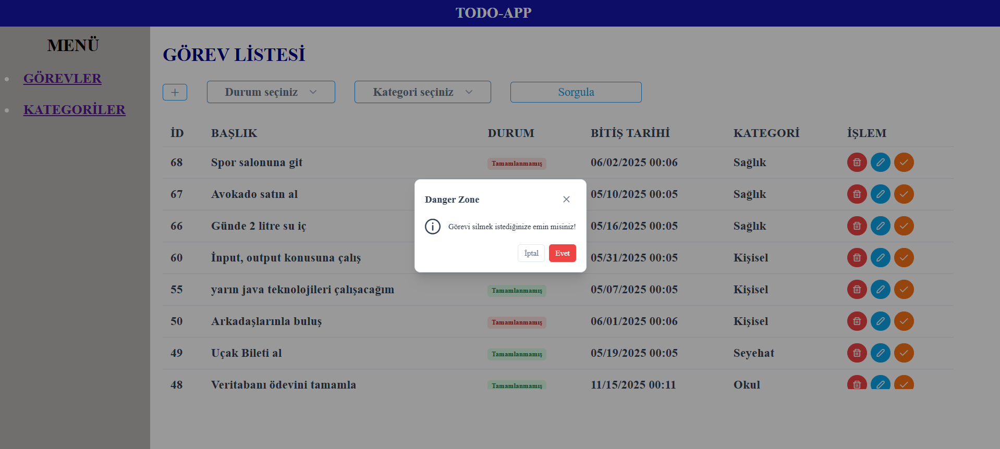 TODO-APP
MENÜ
GÖREVLER
KATEGORİLER
GÖREV LİSTESİ
Durum seçiniz Kategori seçiniz Sorgula
İD BAŞLIK DURUM BİTİŞ TARİHİ KATEGORİ İŞLEM
68 Spor salonuna git Tamamlanmamış 06/02/2025 00:06 Sağlık
67 Avokado satın al 05/10/2025 00:05 Sağlık
66 Günde 2 litre su iç 05/16/2025 00:05 Sağlık
60 İnput, output konusuna çalış 05/31/2025 00:05 Kişisel
55 yarın java teknolojileri çalışacağım Tamamlanmamış 05/07/2025 00:05 Kişisel
50 Arkadaşlarınla buluş Tamamlanmamış 06/01/2025 00:06 Kişisel
49 Uçak Bileti al Tamamlanmamış 05/19/2025 00:05 Seyehat
48 Veritabanı ödevini tamamla Tamamlanmamış 11/15/2025 00:11 Okul
Danger Zone
Görevi silmek istediğinize emin misiniz!
İptal Evet